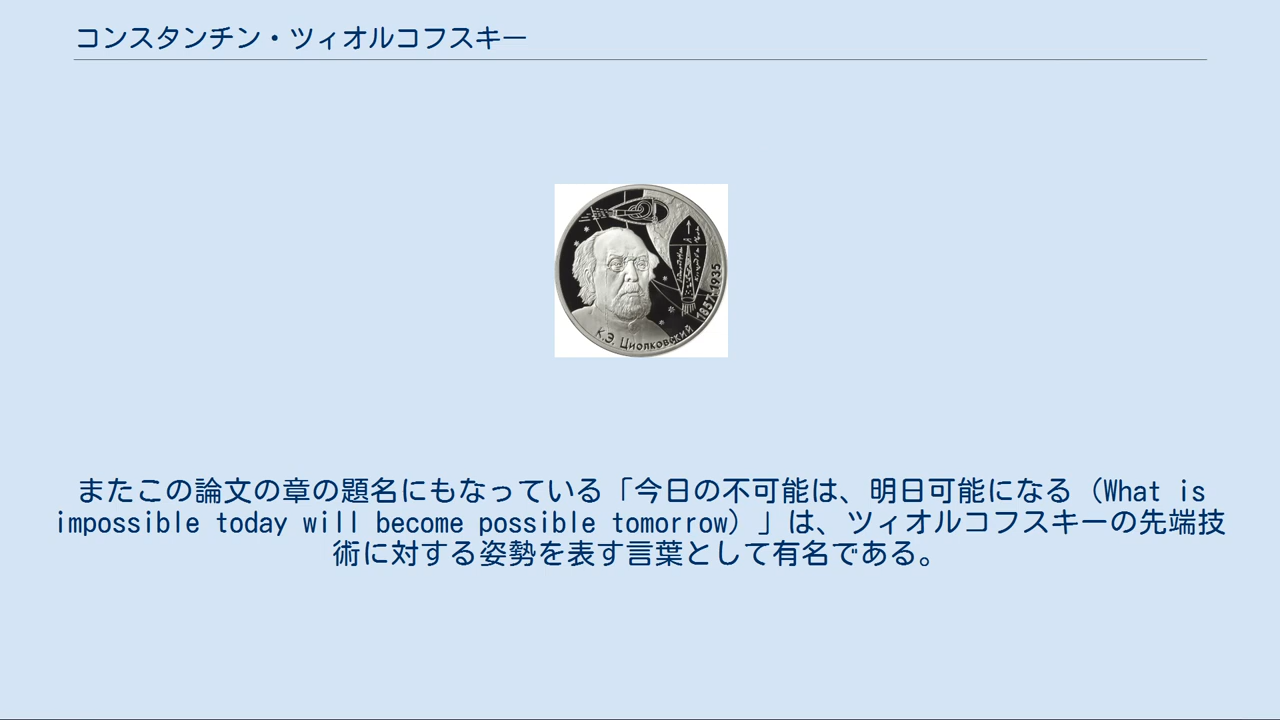 コンスタンチン・ツィオルコフスキー
К.Э. Циолковский
1857-1935
またこの論文の章の題名にもなっている「今日の不可能は、明日可能になる（What is
impossible today will become possible tomorrow）」は、ツィオルコフスキーの先端技
術に対する姿勢を表す言葉として有名である。